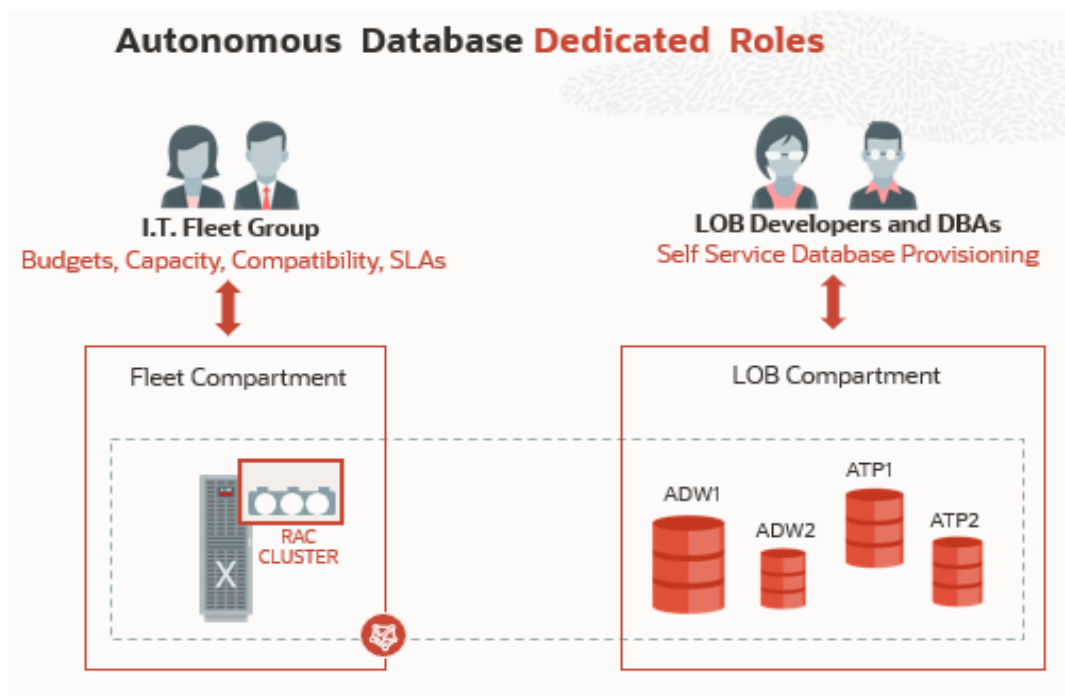 Autonomous Database Dedicated Roles
I.T. Fleet Group
Budgets, Capacity, Compatibility, SLAs
LOB Developers and DBAs
Self Service Database Provisioning
Fleet Compartment
RAC
CLUSTER
X
LOB Compartment
ADW1
ADW2
ATP1
ATP2